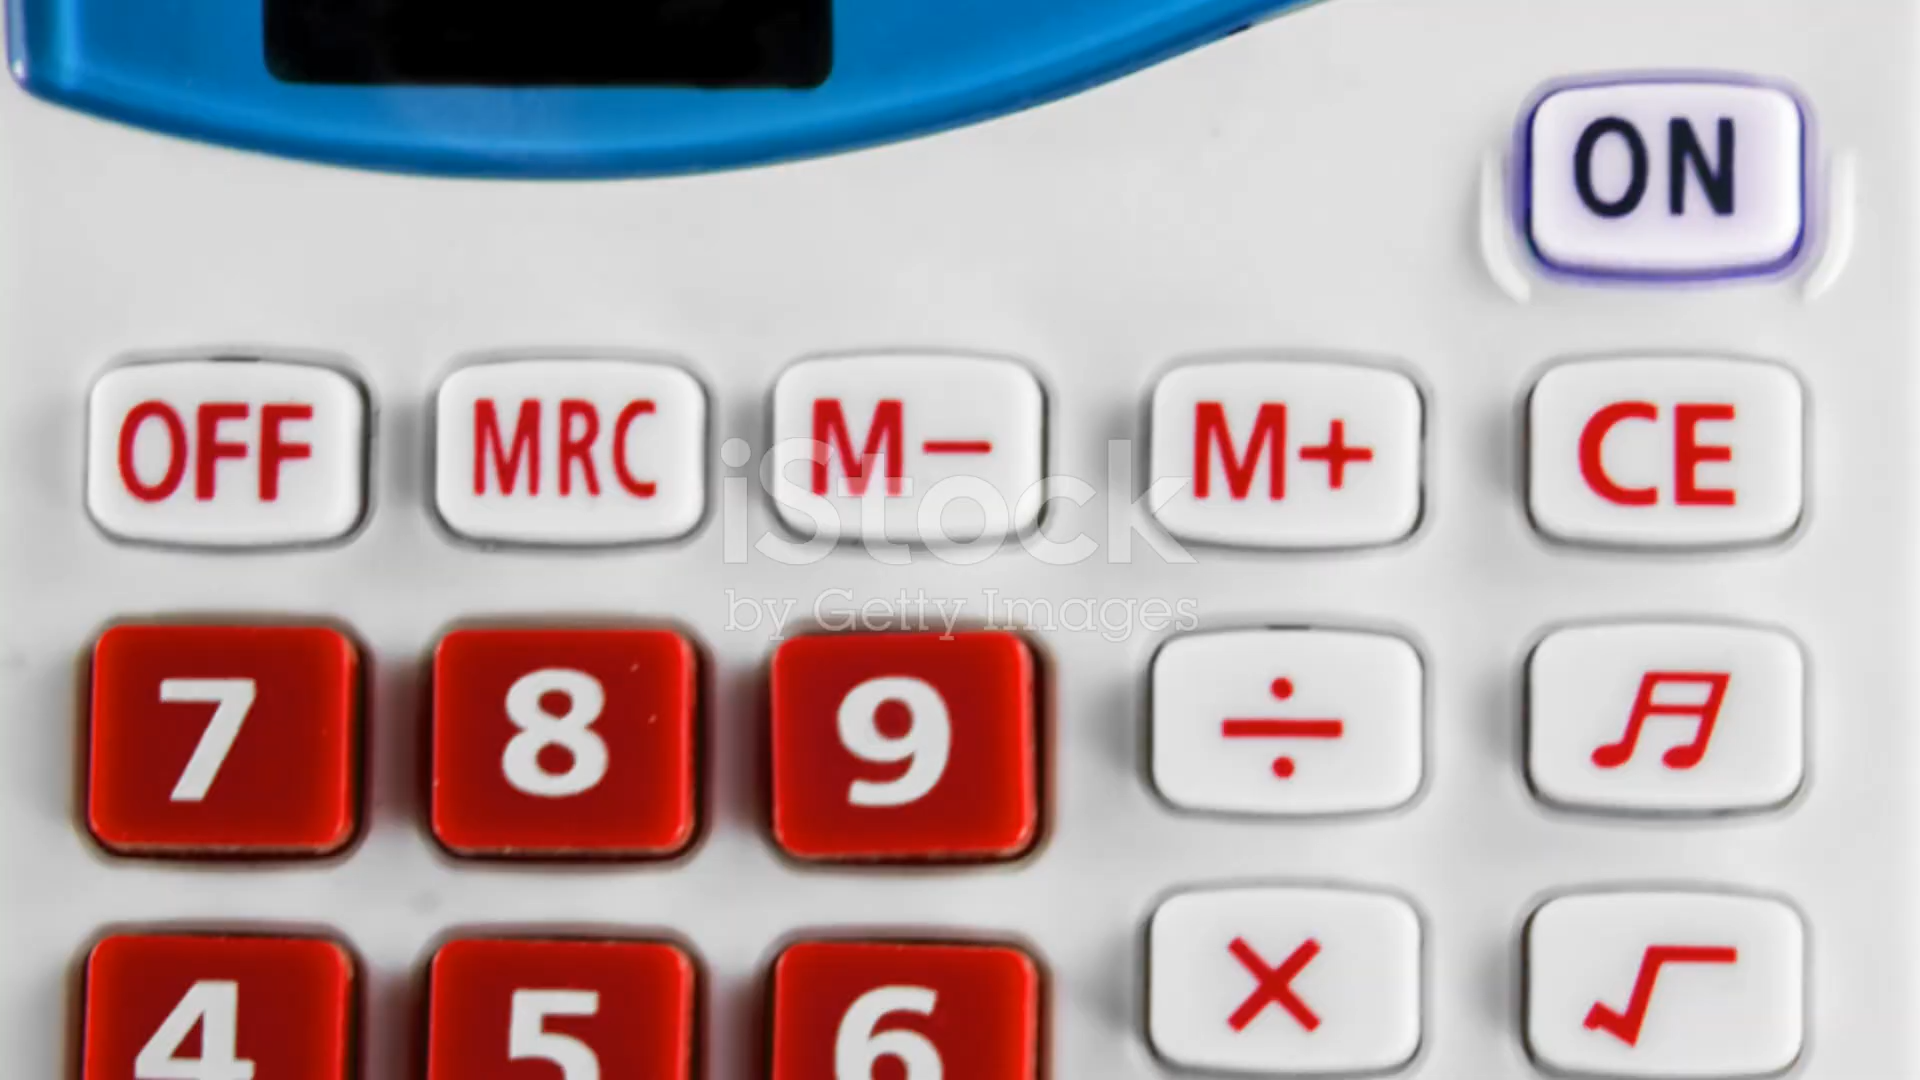 ON
OFF MRC M− M+ CE
iStock
by Getty Images
7 8 9 ÷ ♬
4 5 6 × √